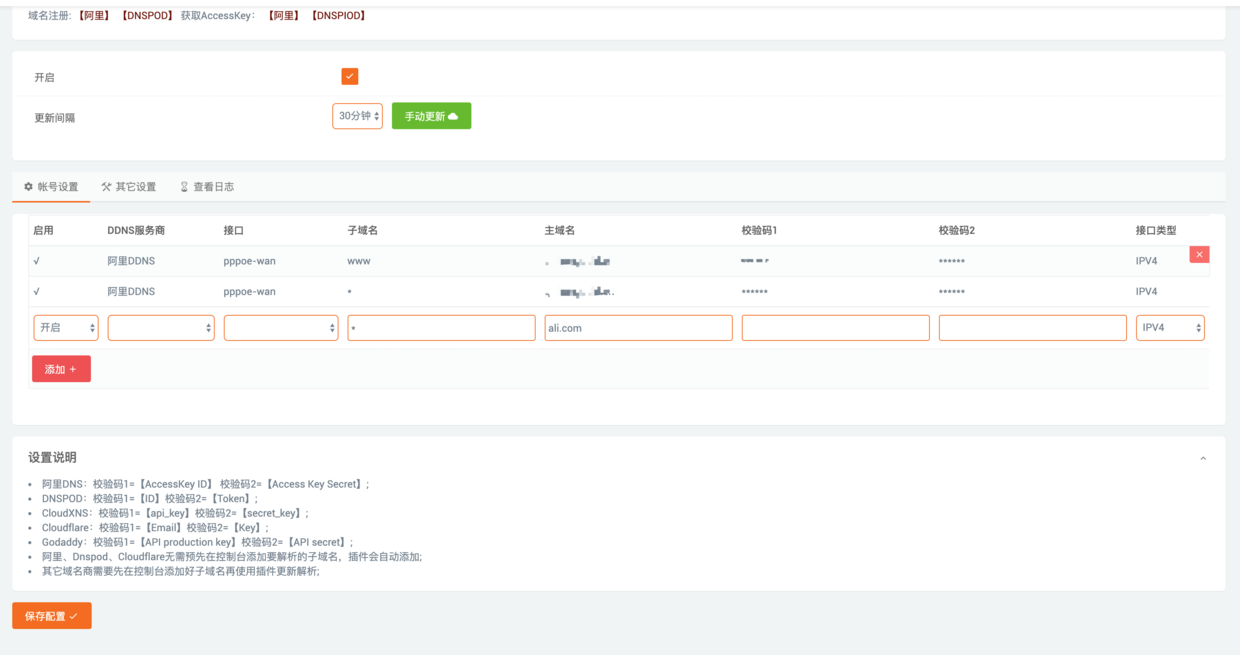 域名注册: 【阿里】 【DNSPOD】 获取AccessKey: 【阿里】 【DNSPIOD】
开启
更新间隔 30分钟 手动更新
帐号设置 其它设置 查看日志
启用 DDNS服务商 接口 子域名 主域名 校验码1 校验码2 接口类型
√ 阿里DDNS pppoe-wan www ****** IPV4
√ 阿里DDNS pppoe-wan * ****** ****** IPV4
开启 * ali.com IPV4
添加 +
设置说明
• 阿里DNS：校验码1=【AccessKey ID】 校验码2=【Access Key Secret】;
• DNSPOD：校验码1=【ID】校验码2=【Token】;
• CloudXNS：校验码1=【api_key】校验码2=【secret_key】;
• Cloudflare：校验码1=【Email】校验码2=【Key】;
• Godaddy：校验码1=【API production key】校验码2=【API secret】;
• 阿里、Dnspod、Cloudflare无需预先在控制台添加要解析的子域名，插件会自动添加;
• 其它域名商需要先在控制台添加好子域名再使用插件更新解析;
保存配置